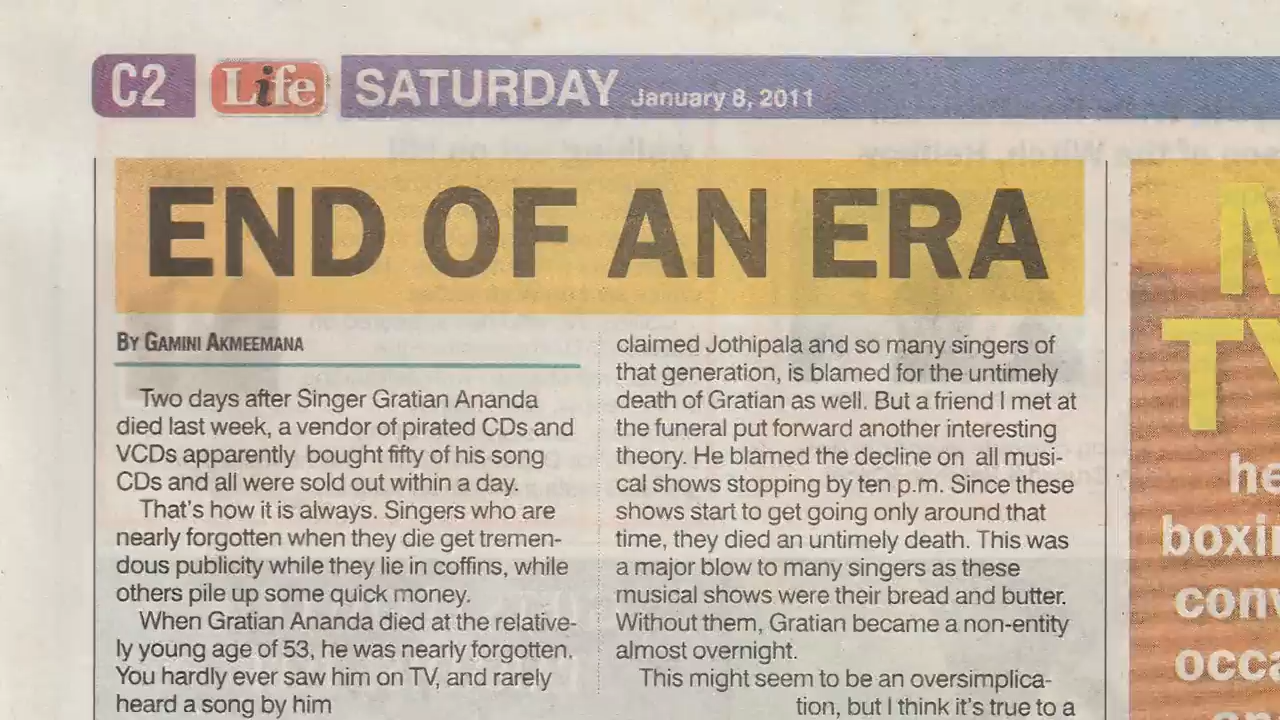 C2 Life SATURDAY January 8, 2011
END OF AN ERA
BY GAMINI AKMEEMANA
Two days after Singer Gratian Ananda
died last week, a vendor of pirated CDs and
VCDs apparently bought fifty of his song
CDs and all were sold out within a day.
That's how it is always. Singers who are
nearly forgotten when they die get tremen-
dous publicity while they lie in coffins, while
others pile up some quick money.
When Gratian Ananda died at the relative-
ly young age of 53, he was nearly forgotten.
You hardly ever saw him on TV, and rarely
heard a song by him
claimed Jothipala and so many singers of
that generation, is blamed for the untimely
death of Gratian as well. But a friend I met at
the funeral put forward another interesting
theory. He blamed the decline on all musi-
cal shows stopping by ten p.m. Since these
shows start to get going only around that
time, they died an untimely death. This was
a major blow to many singers as these
musical shows were their bread and butter.
Without them, Gratian became a non-entity
almost overnight.
This might seem to be an oversimplica-
tion, but I think it's true to a